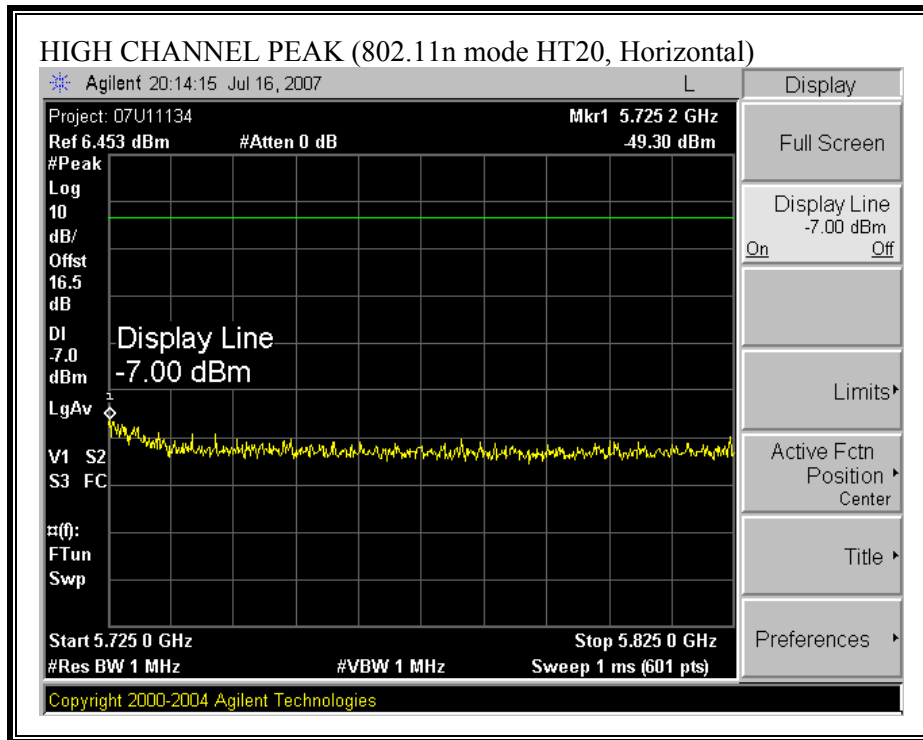 HIGH CHANNEL PEAK (802.11n mode HT20, Horizontal)
Agilent 20:14:15 Jul 16, 2007
L
Display
Project: 07U11134
Mkr1 5.725 2 GHz
Ref 6.453 dBm
#Atten 0 dB
-49.30 dBm
#Peak
Log
10
dB/
Offst
16.5
dB
DI
-7.0
dBm
LgAv
V1 S2
S3 FC
¤(f):
FTun
Swp
Display Line
-7.00 dBm
1
Start 5.725 0 GHz
Stop 5.825 0 GHz
#Res BW 1 MHz
#VBW 1 MHz
Sweep 1 ms (601 pts)
Full Screen
Display Line
-7.00 dBm
On Off
Limits
Active Fctn
Position
Center
Title
Preferences
Copyright 2000-2004 Agilent Technologies